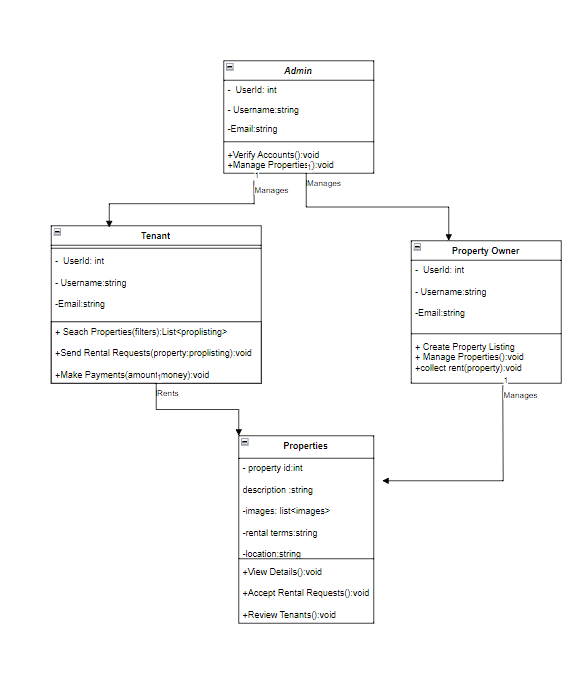 Admin
- UserId: int
- Username:string
-Email:string
+Verify Accounts():void
+Manage Properties():void
1
1
Manages
Manages
Tenant
- UserId: int
- Username:string
-Email:string
+ Seach Properties(filters):List<proplisting>
+Send Rental Requests(property:proplisting):void
+Make Payments(amount:money):void
1
Rents
Property Owner
- UserId: int
- Username:string
-Email:string
+ Create Property Listing
+ Manage Properties():void
+collect rent(property):void
1
Manages
Properties
- property id:int
description :string
-images: list<images>
-rental terms:string
-location:string
+View Details():void
+Accept Rental Requests():void
+Review Tenants():void